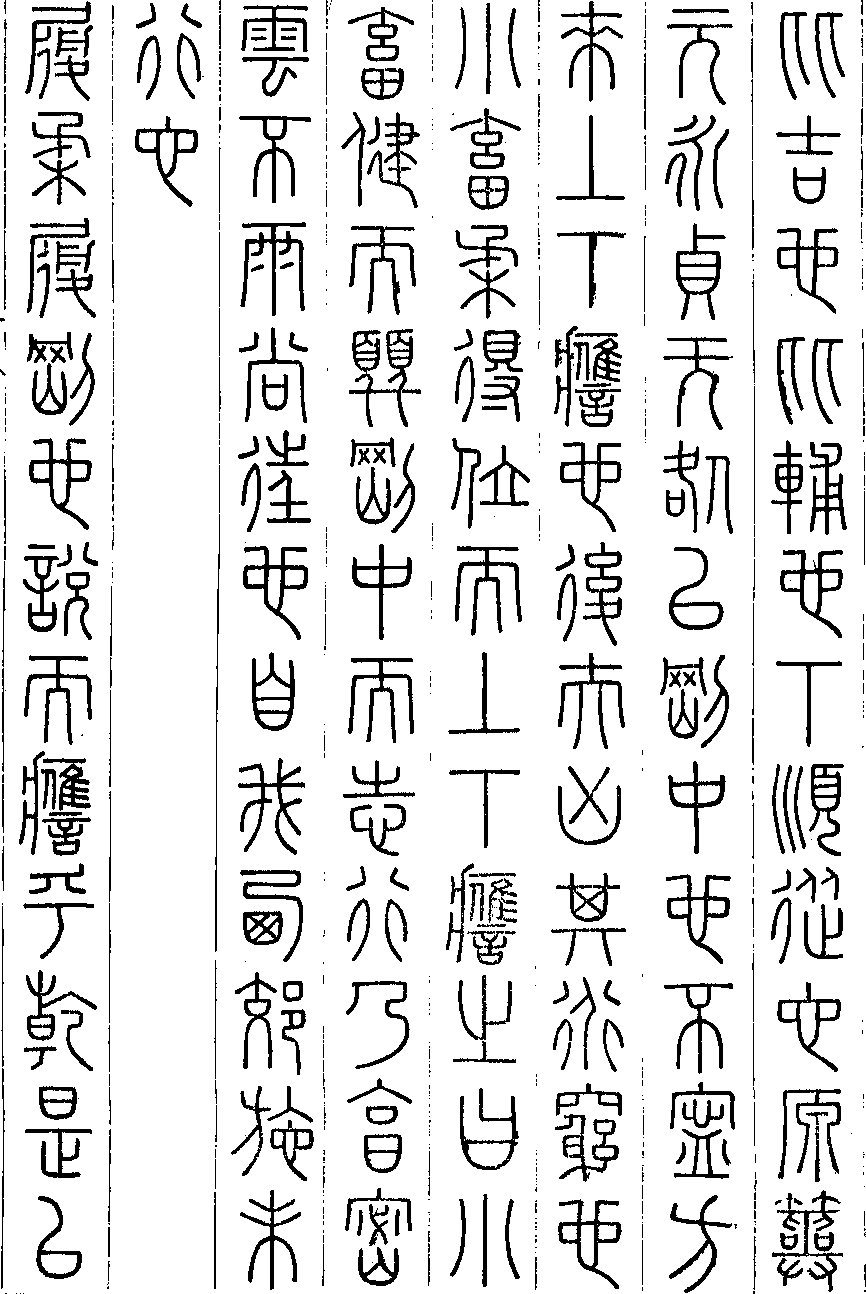 比吉也比輔也下順從也原筮
元永貞无咎以剛中也不寧方
來上下應也後夫凶其道窮也
小畜柔得位而上下應之曰小
畜健而巽剛中而志行乃亨密
雲不雨尚往也自我西郊施未
行也
履柔履剛也說而應乎乾是以